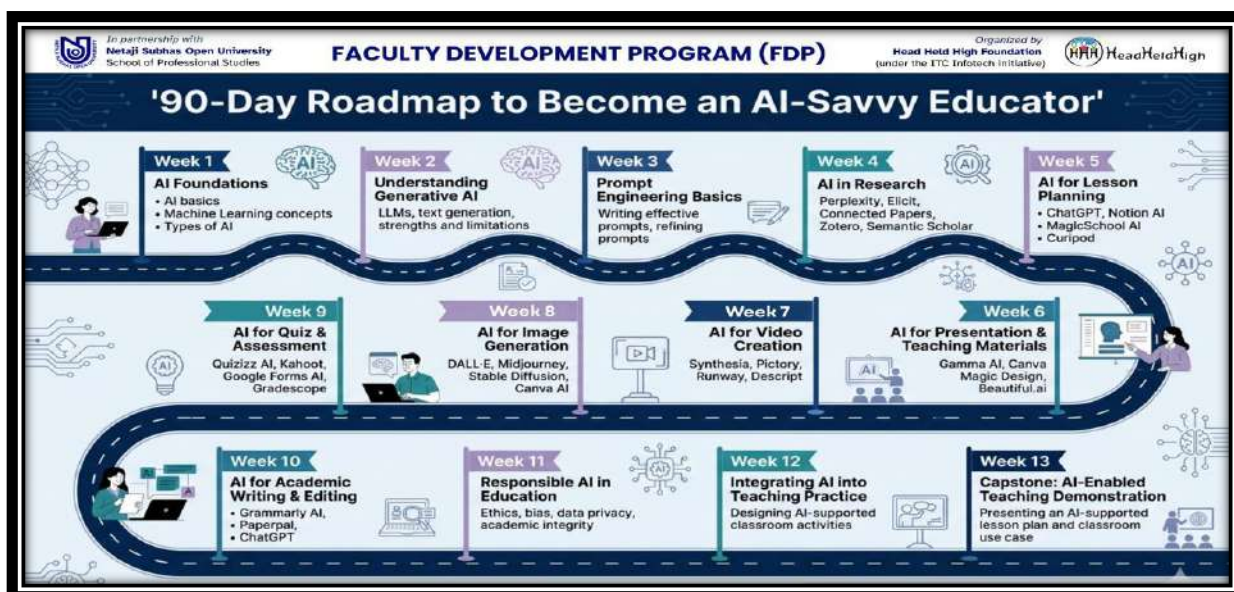 In partnership with
Netaji Subhas Open University
School of Professional Studies
FACULTY DEVELOPMENT PROGRAM (FDP)
Organized by
Head Held High Foundation
(under the ITC Infotech Initiative)
HHH HeadHeldHigh
'90-Day Roadmap to Become an AI-Savvy Educator'
Week 1
AI Foundations
• AI basics
• Machine Learning concepts
• Types of AI
AI
Week 2
Understanding
Generative AI
LLMs, text generation,
strengths and limitations
AI
Week 3
Prompt
Engineering Basics
Writing effective
prompts, refining
prompts
Week 4
AI in Research
Perplexity, Elicit,
Connected Papers,
Zotero, Semantic Scholar
AI
Week 5
AI for Lesson
Planning
• ChatGPT, Notion AI
• MagicSchool AI
• Curipod
AI
Week 6
AI for Presentation &
Teaching Materials
Gamma AI, Canva
Magic Design,
Beautiful.ai
AI
Week 7
AI for Video
Creation
Synthesia, Pictory,
Runway, Descript
Week 8
AI for Image
Generation
DALL·E, Midjourney,
Stable Diffusion,
Canva AI
Week 9
AI for Quiz &
Assessment
Quizizz AI, Kahoot,
Google Forms AI,
Gradescope
AI
Week 10
AI for Academic
Writing & Editing
• Grammarly AI,
• Paperpal,
• ChatGPT
Week 11
Responsible AI in
Education
Ethics, bias, data privacy,
academic integrity
AI
Week 12
Integrating AI into
Teaching Practice
Designing AI-supported
classroom activities
Week 13
Capstone: AI-Enabled
Teaching Demonstration
Presenting an AI-supported
lesson plan and classroom
use case